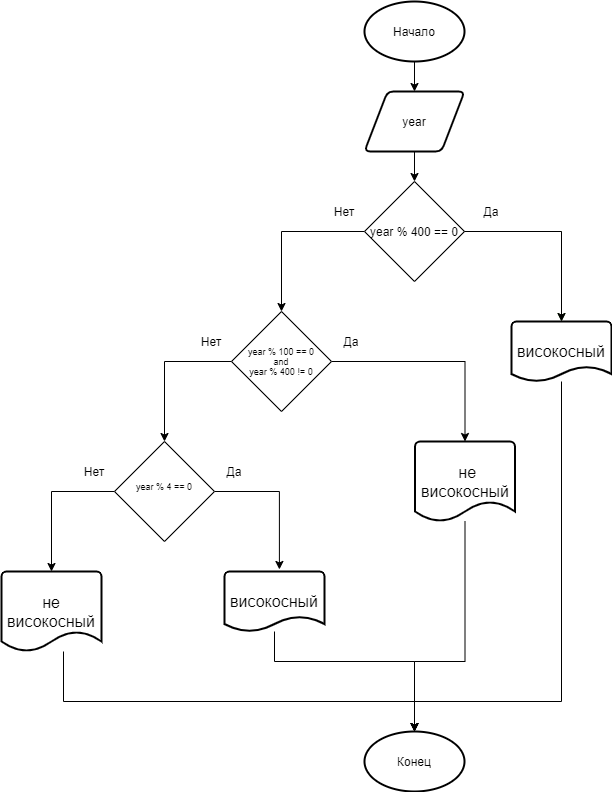 Начало
year
Нет
Да
year % 400 == 0
Нет
Да
year % 100 == 0
and
year % 400 != 0
високосный
Нет
Да
year % 4 == 0
не
високосный
не
високосный
високосный
Конец